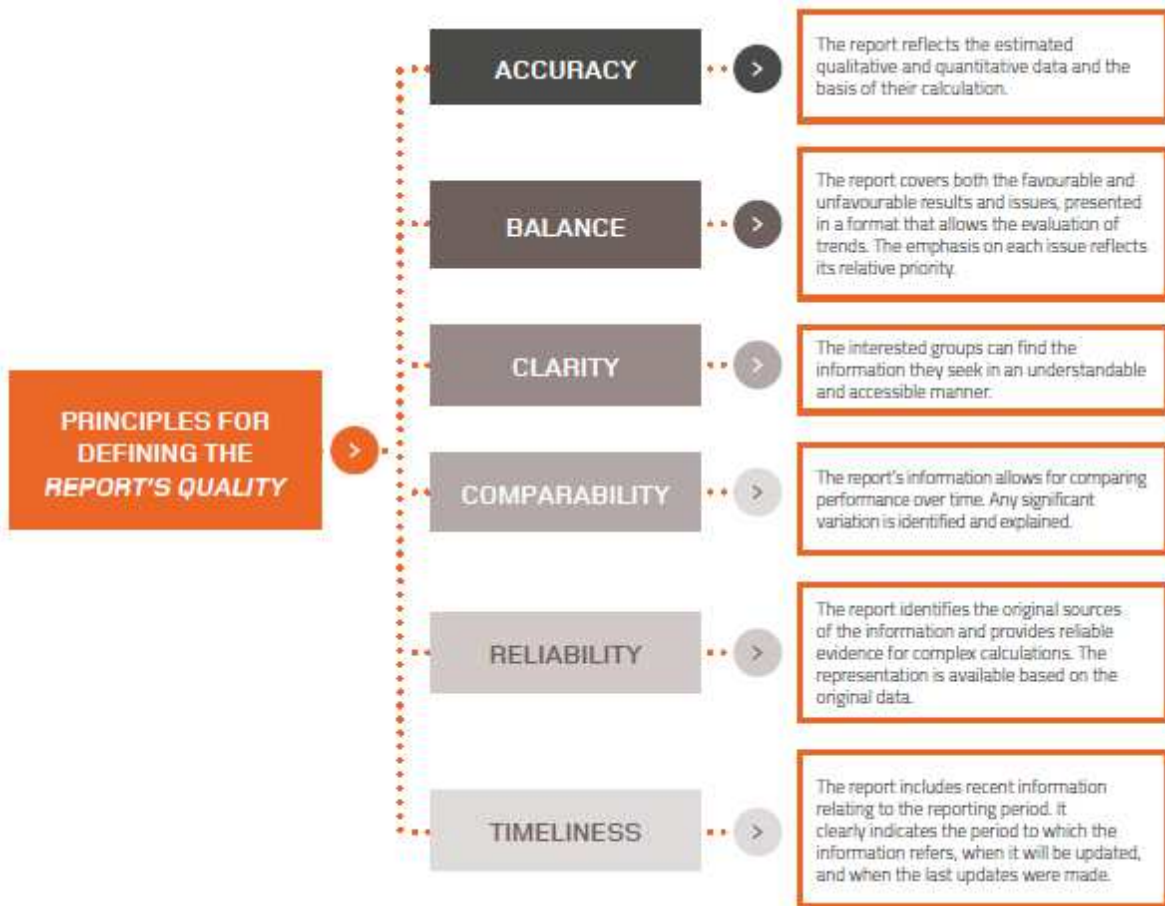 PRINCIPLES FOR
DEFINING THE
REPORT'S QUALITY
ACCURACY
The report reflects the estimated
qualitative and quantitative data and the
basis of their calculation.
BALANCE
The report covers both the favourable and
unfavourable results and issues, presented
in a format that allows the evaluation of
trends. The emphasis on each issue reflects
its relative priority.
CLARITY
The interested groups can find the
information they seek in an understandable
and accessible manner.
COMPARABILITY
The report's information allows for comparing
performance over time. Any significant
variation is identified and explained.
RELIABILITY
The report identifies the original sources
of the information and provides reliable
evidence for complex calculations. The
representation is available based on the
original data.
TIMELINESS
The report includes recent information
relating to the reporting period. It
clearly indicates the period to which the
information refers, when it will be updated,
and when the last updates were made.